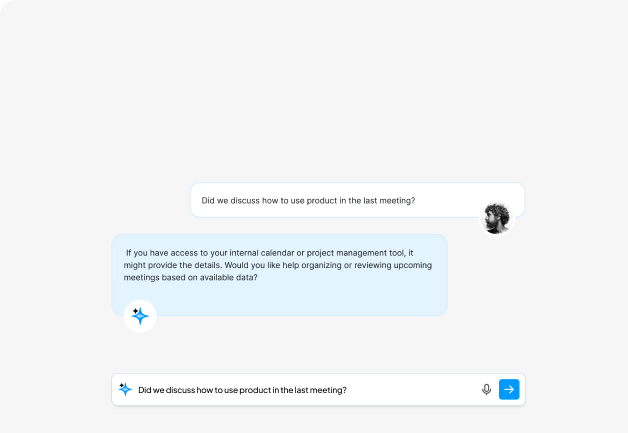 Did we discuss how to use product in the last meeting?
If you have access to your internal calendar or project management tool, it
might provide the details. Would you like help organizing or reviewing upcoming
meetings based on available data?
Did we discuss how to use product in the last meeting?